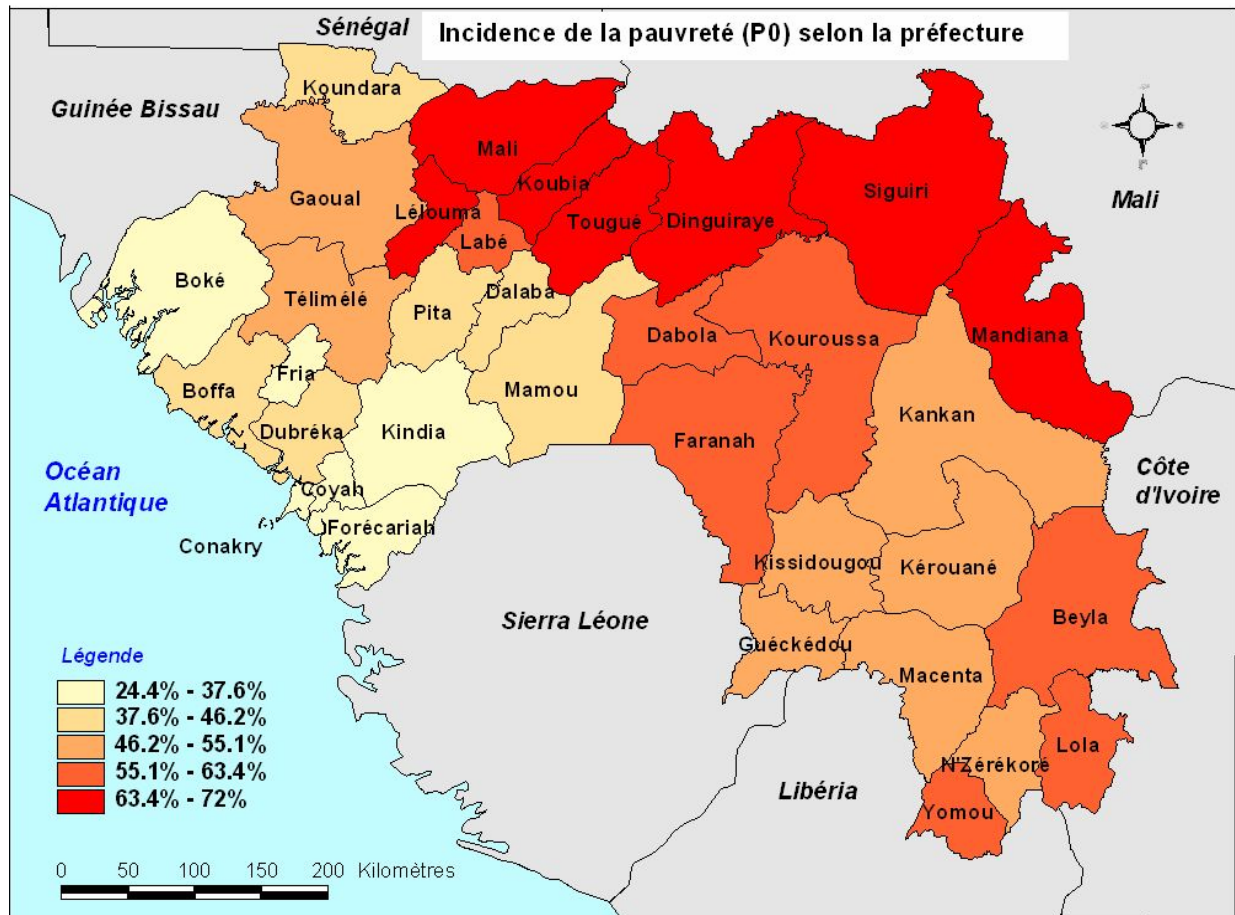 Sénégal
Incidence de la pauvreté (P0) selon la préfecture
Koundara
Guinée Bissau
Mali
Koubia
Siguiri
Mali
Gaoual
Lélouma
Tougué
Dinguiraye
Labé
Boké
Télimélé
Dalaba
Pita
Dabola
Kouroussa
Mandiana
Fria
Boffa
Mamou
Kankan
Dubréka
Kindia
Faranah
Océan
Atlantique
Côte
d'Ivoire
Coyah
Forécariah
Conakry
Kissidougou
Kérouané
Sierra Léone
Beyla
Guéckédou
Macenta
Légende
24.4% - 37.6%
37.6% - 46.2%
46.2% - 55.1%
55.1% - 63.4%
63.4% - 72%
Lola
N'Zérékoré
Libéria
Yomou
0 50 100 150 200 Kilomètres